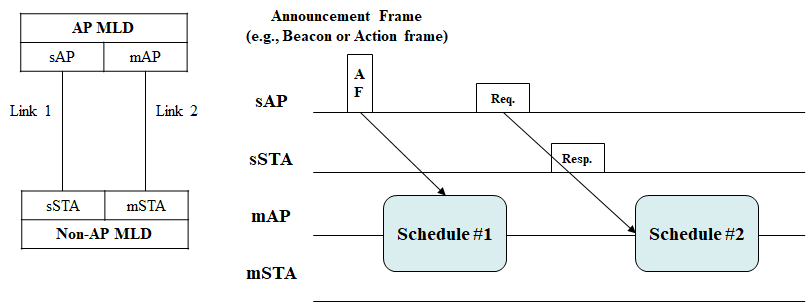 AP MLD
sAP mAP
Link 1 Link 2
sSTA mSTA
Non-AP MLD
Announcement Frame
(e.g., Beacon or Action frame)
A
F
sAP
Req.
sSTA
Resp.
mAP
Schedule #1
Schedule #2
mSTA